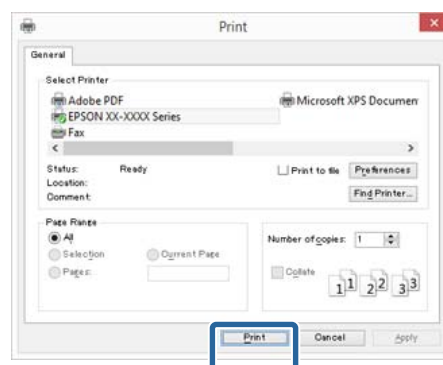 Print
General
Select Printer
Adobe PDF
Microsoft XPS Documen
EPSON XX-XXXX Series
Fax
Status: Ready
Print to file
Preferences
Location:
Comment:
Find Printer...
Page Range
All
Selection
Current Page
Pages:
Number of copies: 1
Collate
1 1 2 2 3 3
Print
Cancel
Apply